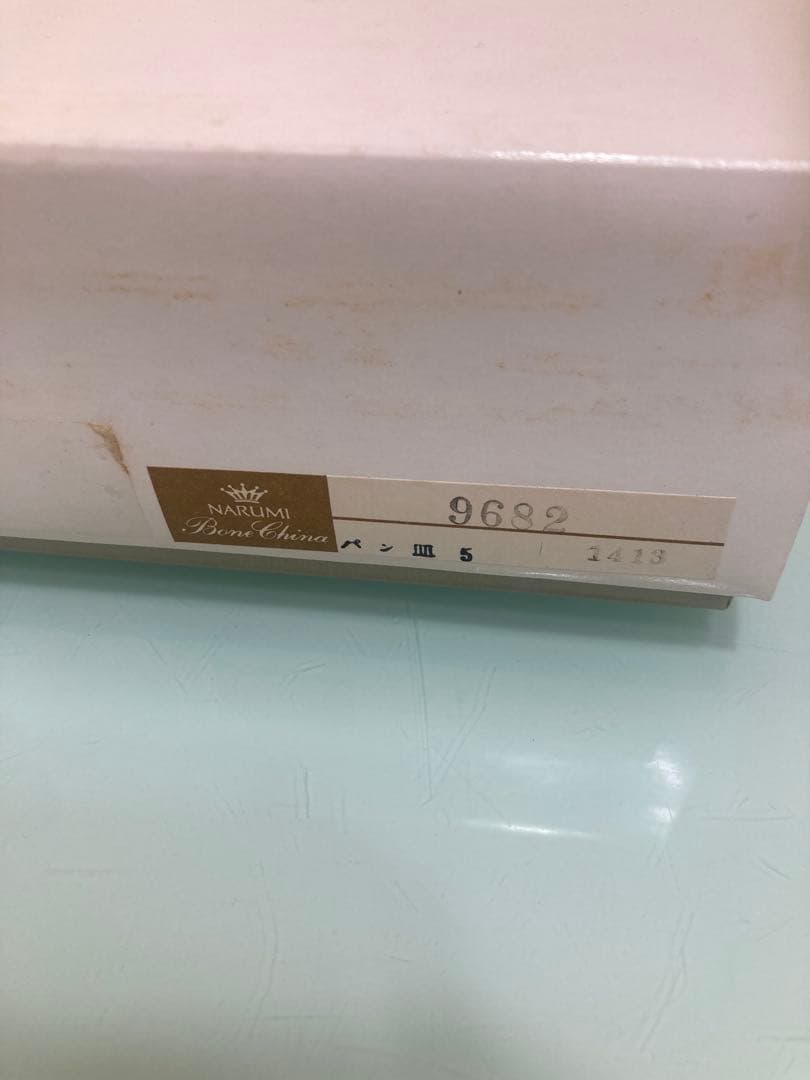 NARUMI
Bone China
9682
パン皿 5 1413